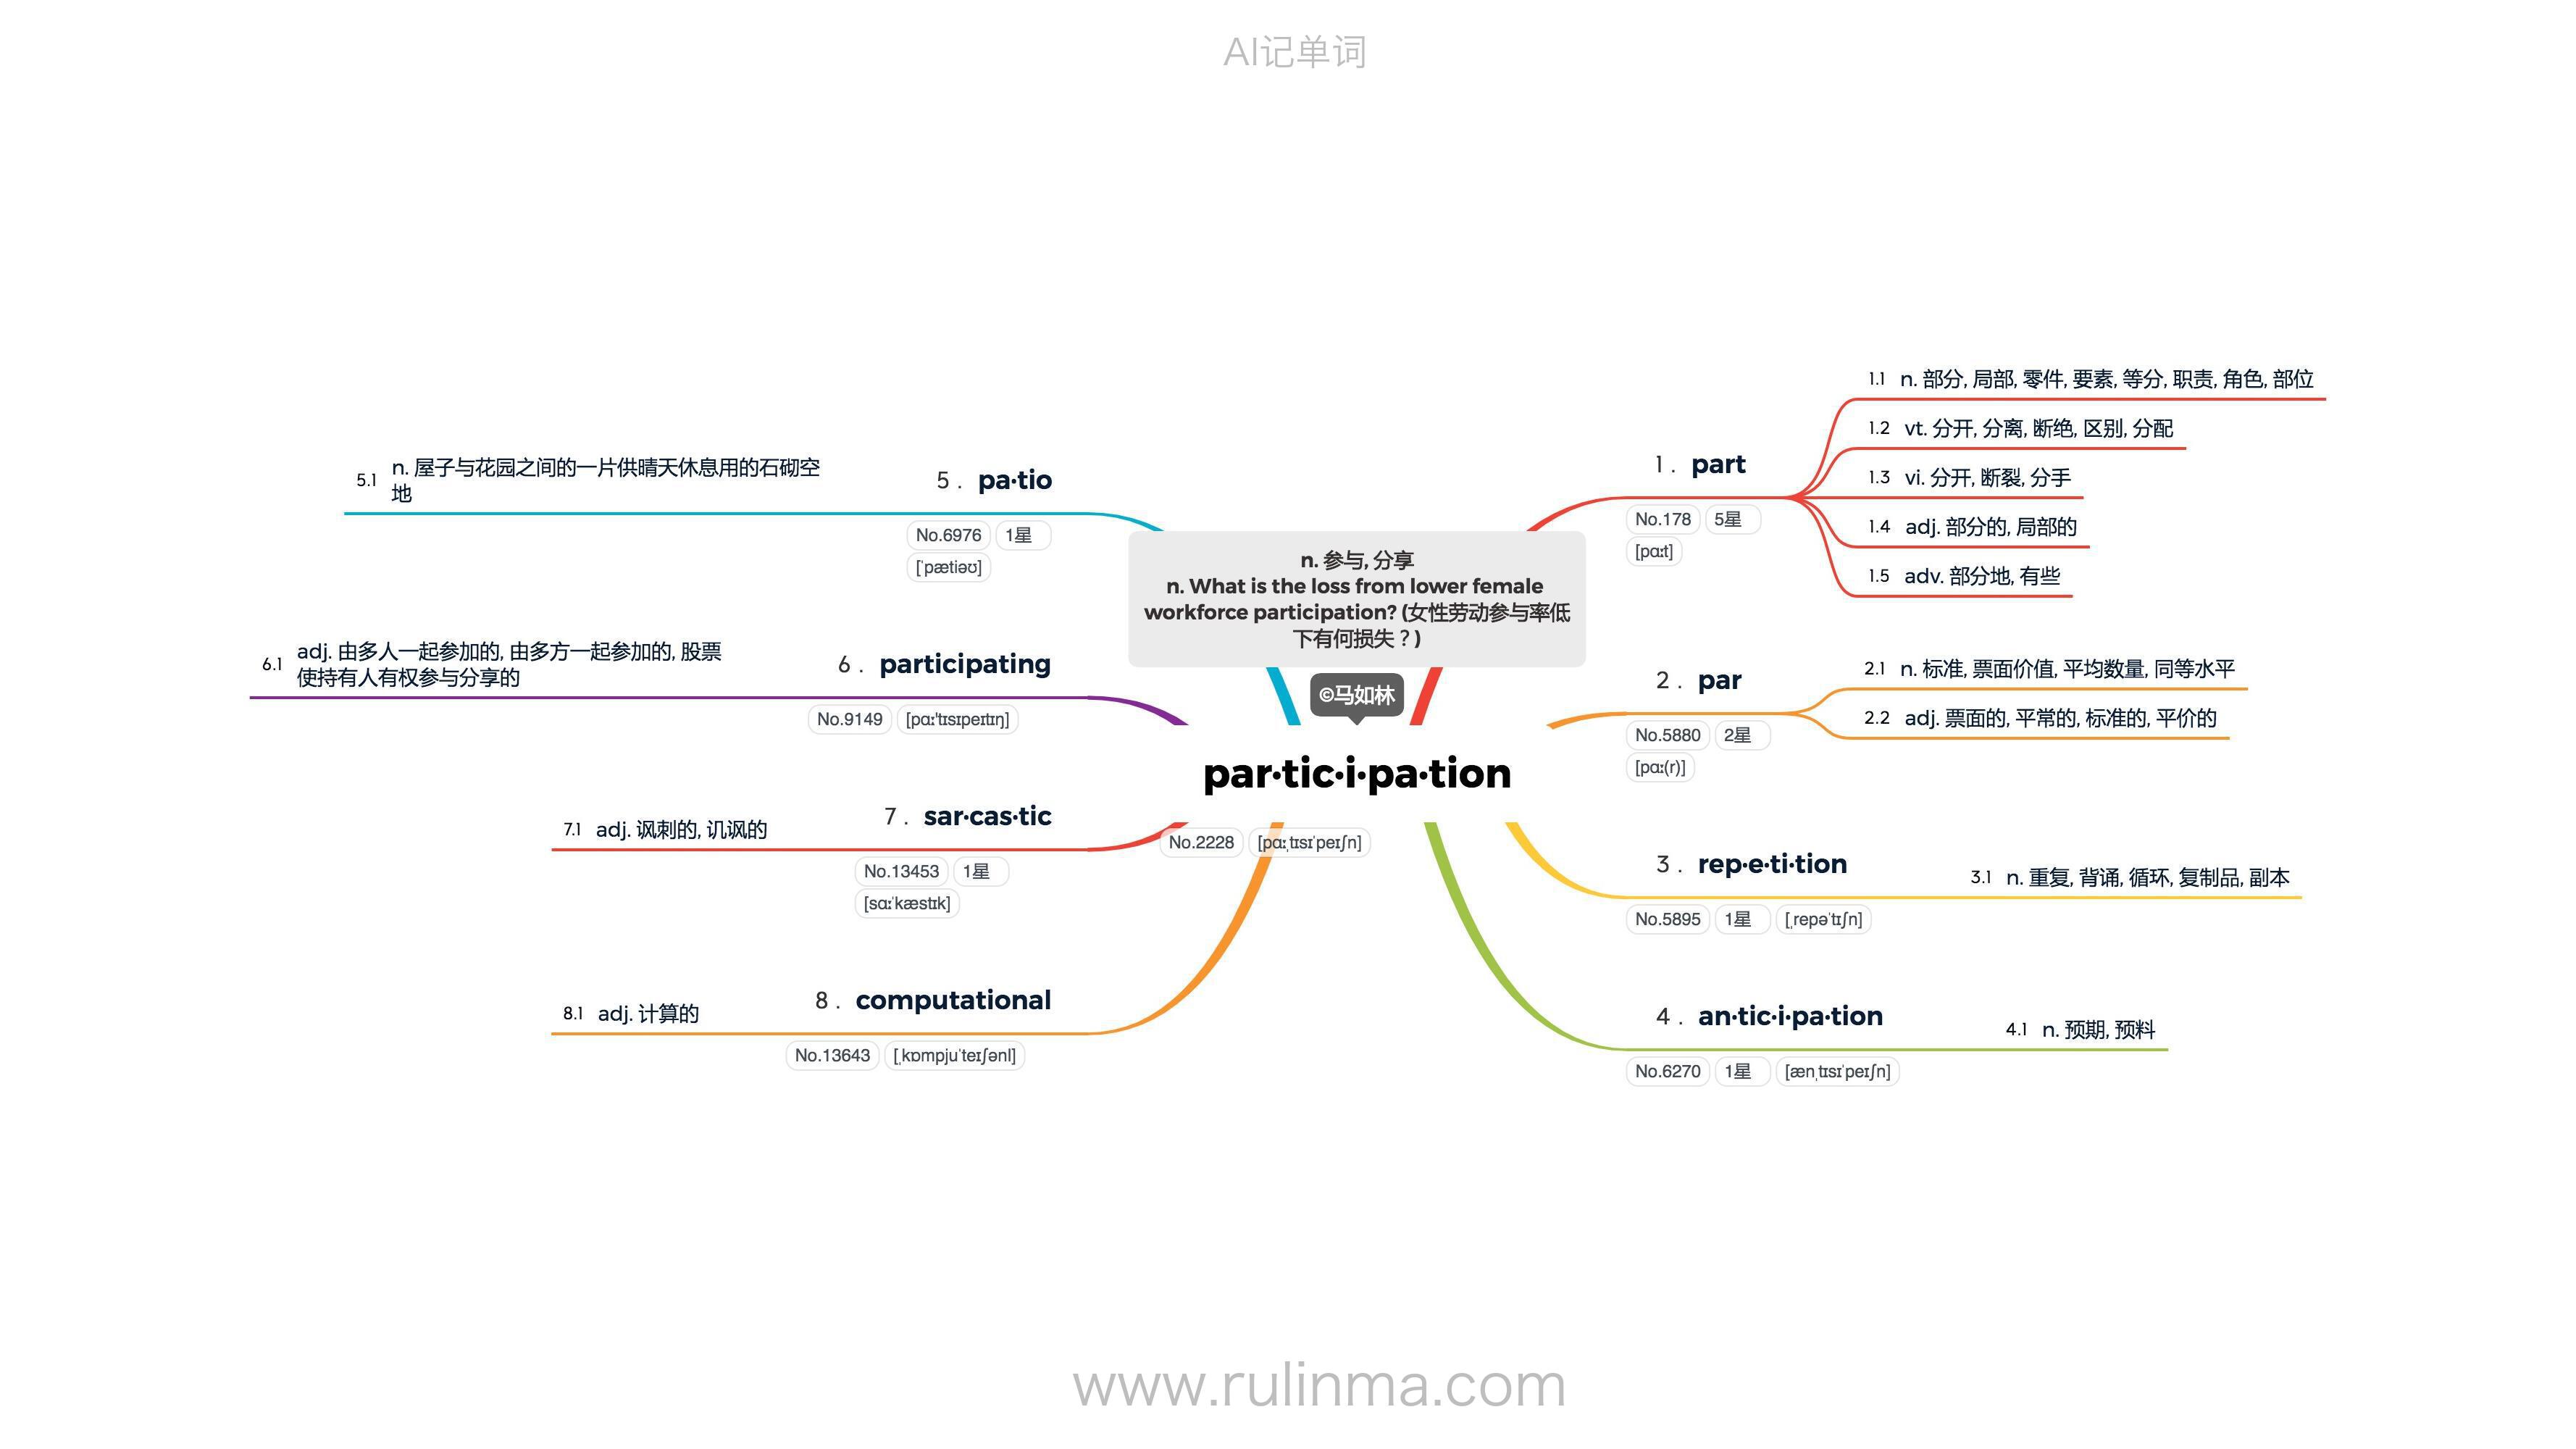 AI记单词
n. 参与, 分享
n. What is the loss from lower female
workforce participation? (女性劳动参与率低
下有何损失？)
©马如林
par·tic·i·pa·tion
No.2228 [pɑːˌtɪsɪˈpeɪʃn]
1 . part
No.178 5星
[pɑːt]
1.1 n. 部分, 局部, 零件, 要素, 等分, 职责, 角色, 部位
1.2 vt. 分开, 分离, 断绝, 区别, 分配
1.3 vi. 分开, 断裂, 分手
1.4 adj. 部分的, 局部的
1.5 adv. 部分地, 有些
2 . par
No.5880 2星
[pɑː(r)]
2.1 n. 标准, 票面价值, 平均数量, 同等水平
2.2 adj. 票面的, 平常的, 标准的, 平价的
3 . rep·e·ti·tion
No.5895 1星 [ˌrepəˈtɪʃn]
3.1 n. 重复, 背诵, 循环, 复制品, 副本
4 . an·tic·i·pa·tion
No.6270 1星 [ænˌtɪsɪˈpeɪʃn]
4.1 n. 预期, 预料
5 . pa·tio
No.6976 1星
[ˈpætiəʊ]
5.1 n. 屋子与花园之间的一片供晴天休息用的石砌空
地
6 . participating
No.9149 [pɑː'tɪsɪpeɪtɪŋ]
6.1 adj. 由多人一起参加的, 由多方一起参加的, 股票
使持有人有权参与分享的
7 . sar·cas·tic
No.13453 1星
[sɑːˈkæstɪk]
7.1 adj. 讽刺的, 讥讽的
8 . computational
No.13643 [ˌkɒmpjuˈteɪʃənl]
8.1 adj. 计算的
www.rulinma.com